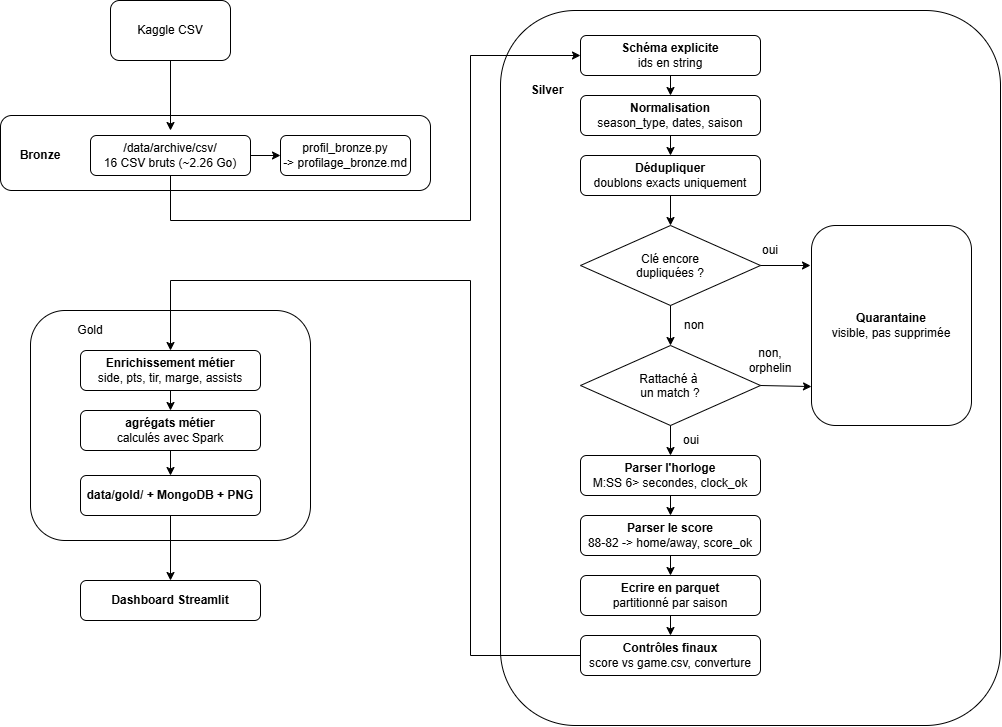 Kaggle CSV
Bronze
/data/archive/csv/
16 CSV bruts (~2.26 Go)
profil_bronze.py
-> profilage_bronze.md
Silver
Schéma explicite
ids en string
Normalisation
season_type, dates, saison
Dédupliquer
doublons exacts uniquement
Clé encore
dupliquées ?
oui
non
Quarantaine
visible, pas supprimée
Rattaché à
un match ?
non,
orphelin
oui
Parser l'horloge
M:SS 6> secondes, clock_ok
Parser le score
88-82 -> home/away, score_ok
Ecrire en parquet
partitionné par saison
Contrôles finaux
score vs game.csv, converture
Gold
Enrichissement métier
side, pts, tir, marge, assists
agrégats métier
calculés avec Spark
data/gold/ + MongoDB + PNG
Dashboard Streamlit